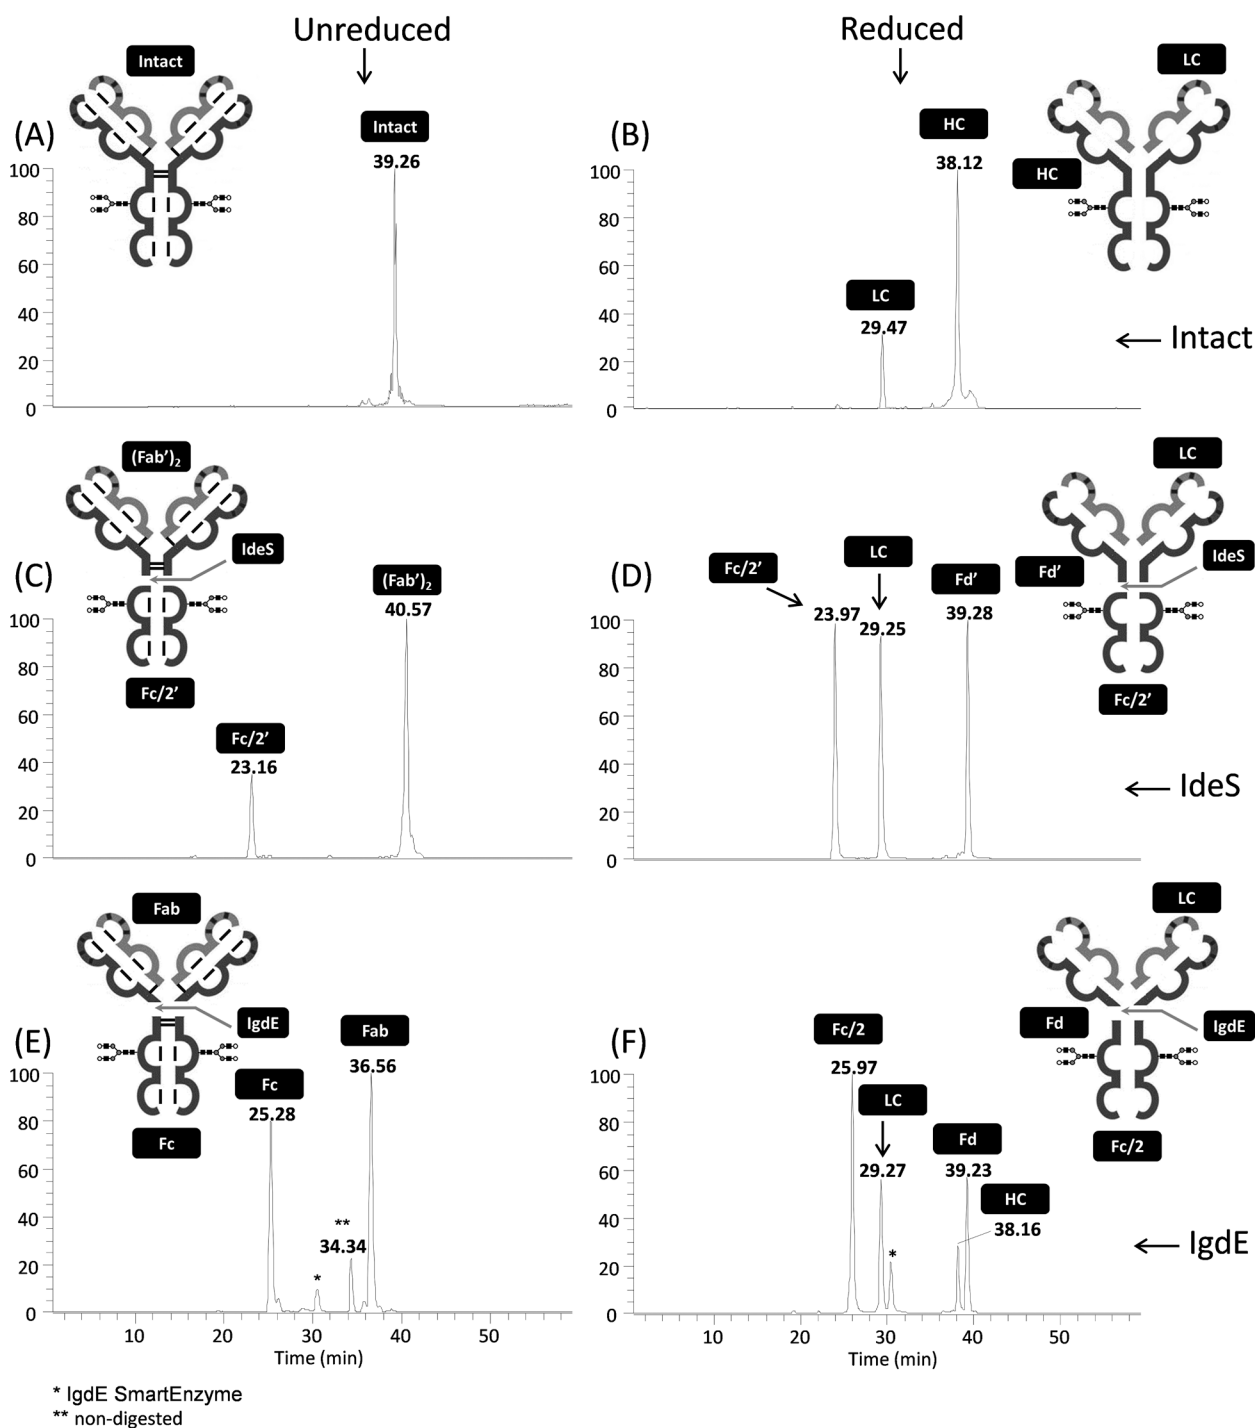 Unreduced
Reduced
Intact
LC
(A)
Intact
39.26
(B)
HC
38.12
HC
100
80
60
40
20
0
100
80
60
40
20
0
LC
29.47
Intact
(Fab')₂
LC
IdeS
IdeS
(C)
(Fab')₂
40.57
(D)
Fc/2'
LC
Fd'
Fd'
23.97
29.25
39.28
100
80
60
40
20
0
100
80
60
40
20
0
Fc/2'
Fc/2'
Fc/2'
23.16
IdeS
Fab
LC
IgdE
IgdE
(E)
Fab
36.56
(F)
Fc/2
25.97
Fd
Fc
25.28
LC
29.27
100
80
60
40
20
0
100
80
60
40
20
0
Fc
Fc/2
Fd
39.23
HC
38.16
**
34.34
*
*
IgdE
10 20 30 40 50
Time (min)
10 20 30 40 50
Time (min)
* IgdE SmartEnzyme
** non-digested